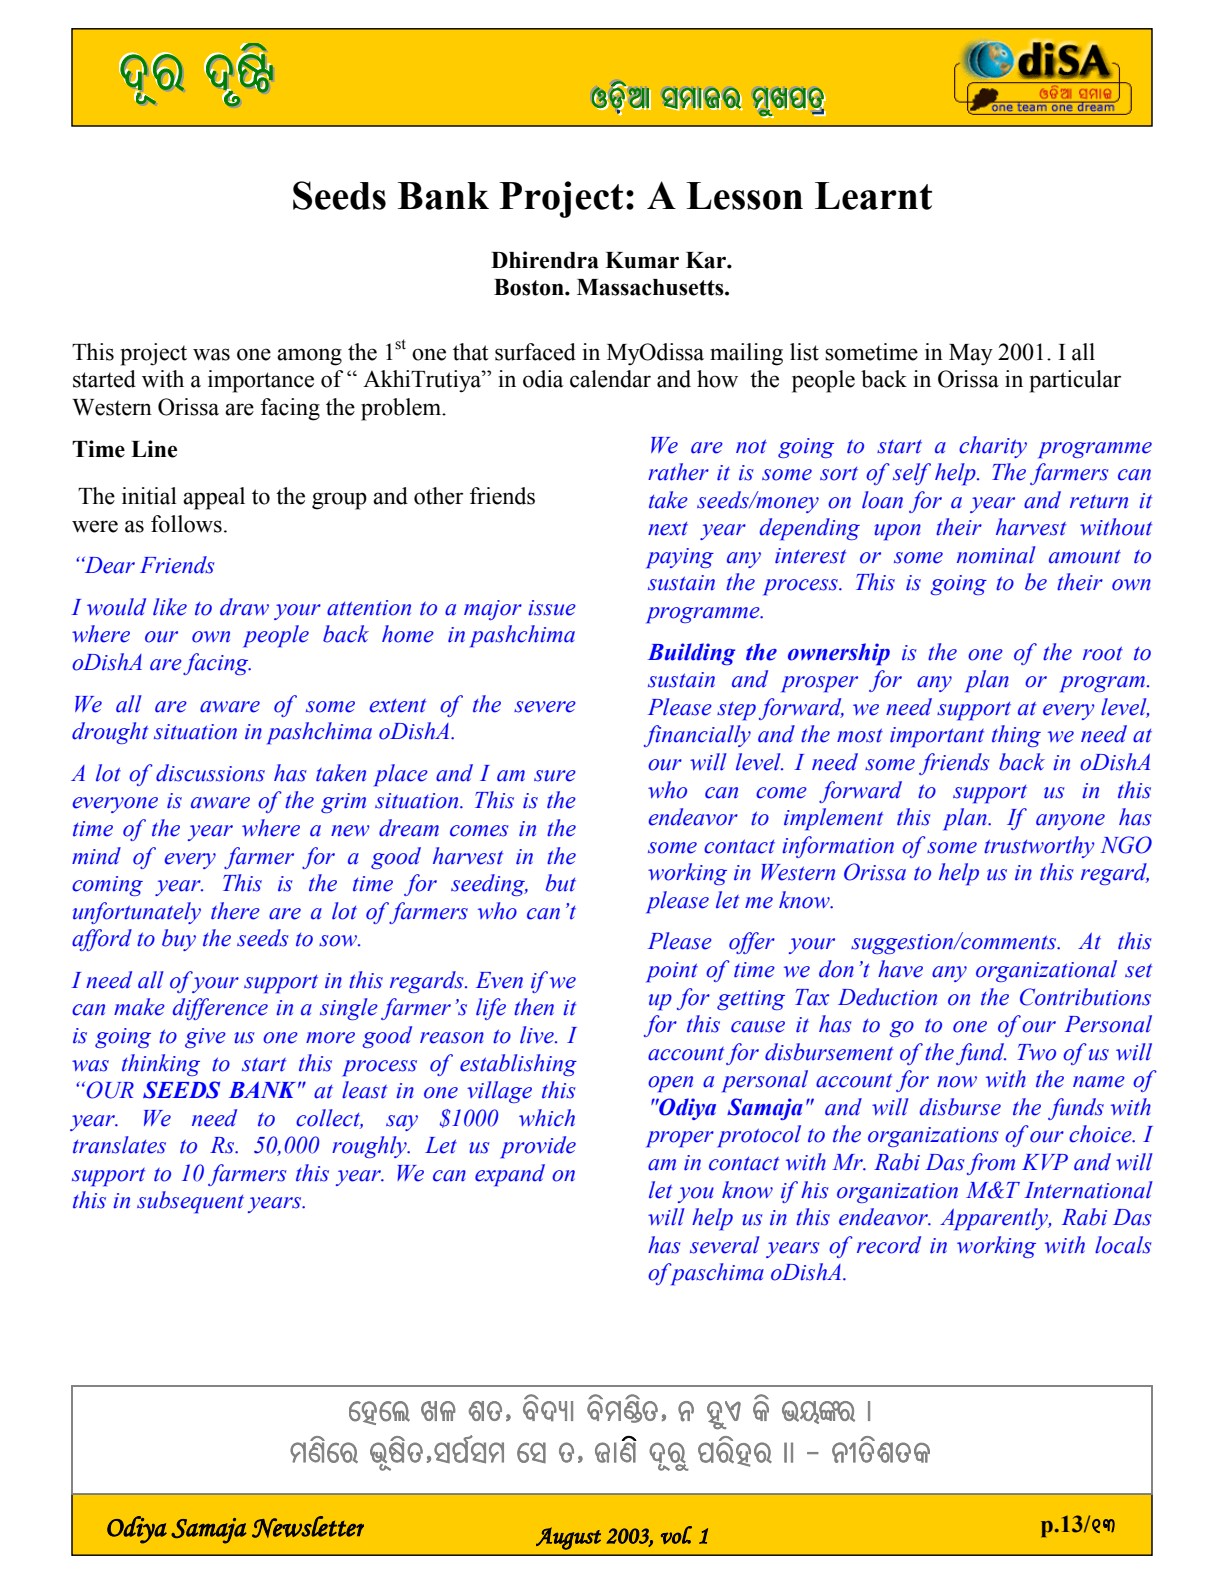 ଦୂର ଦୃଷ୍ଟି
ଓଡ଼ିଆ ସମାଜର ମୁଖପତ୍ର
OdiSA
ଓଡ଼ିଆ ସମାଜ
one team one dream
Seeds Bank Project: A Lesson Learnt
Dhirendra Kumar Kar.
Boston. Massachusetts.
This project was one among the 1st one that surfaced in MyOdissa mailing list sometime in May 2001. I all
started with a importance of “ AkhiTrutiya” in odia calendar and how the people back in Orissa in particular
Western Orissa are facing the problem.
Time Line
The initial appeal to the group and other friends
were as follows.
“Dear Friends
I would like to draw your attention to a major issue
where our own people back home in pashchima
oDishA are facing.
We all are aware of some extent of the severe
drought situation in pashchima oDishA.
A lot of discussions has taken place and I am sure
everyone is aware of the grim situation. This is the
time of the year where a new dream comes in the
mind of every farmer for a good harvest in the
coming year. This is the time for seeding, but
unfortunately there are a lot of farmers who can’t
afford to buy the seeds to sow.
I need all of your support in this regards. Even if we
can make difference in a single farmer’s life then it
is going to give us one more good reason to live. I
was thinking to start this process of establishing
“OUR SEEDS BANK" at least in one village this
year. We need to collect, say $1000 which
translates to Rs. 50,000 roughly. Let us provide
support to 10 farmers this year. We can expand on
this in subsequent years.
We are not going to start a charity programme
rather it is some sort of self help. The farmers can
take seeds/money on loan for a year and return it
next year depending upon their harvest without
paying any interest or some nominal amount to
sustain the process. This is going to be their own
programme.
Building the ownership is the one of the root to
sustain and prosper for any plan or program.
Please step forward, we need support at every level,
financially and the most important thing we need at
our will level. I need some friends back in oDishA
who can come forward to support us in this
endeavor to implement this plan. If anyone has
some contact information of some trustworthy NGO
working in Western Orissa to help us in this regard,
please let me know.
Please offer your suggestion/comments. At this
point of time we don’t have any organizational set
up for getting Tax Deduction on the Contributions
for this cause it has to go to one of our Personal
account for disbursement of the fund. Two of us will
open a personal account for now with the name of
"Odiya Samaja" and will disburse the funds with
proper protocol to the organizations of our choice. I
am in contact with Mr. Rabi Das from KVP and will
let you know if his organization M&T International
will help us in this endeavor. Apparently, Rabi Das
has several years of record in working with locals
of paschima oDishA.
ହେଲେ ଖଳ ଶତ, ବିଦ୍ୟା ବିମଣ୍ଡିତ, ନ ହୁଏ କି ଭୟଙ୍କର ।
ମଣିରେ ଭୂଷିତ,ସର୍ପସମ ସେ ତ, ଜାଣି ଦୂରୁ ପରିହର ॥ – ନୀତିଶତକ
Odiya Samaja Newsletter
August 2003, vol. 1
p.13/୧୩